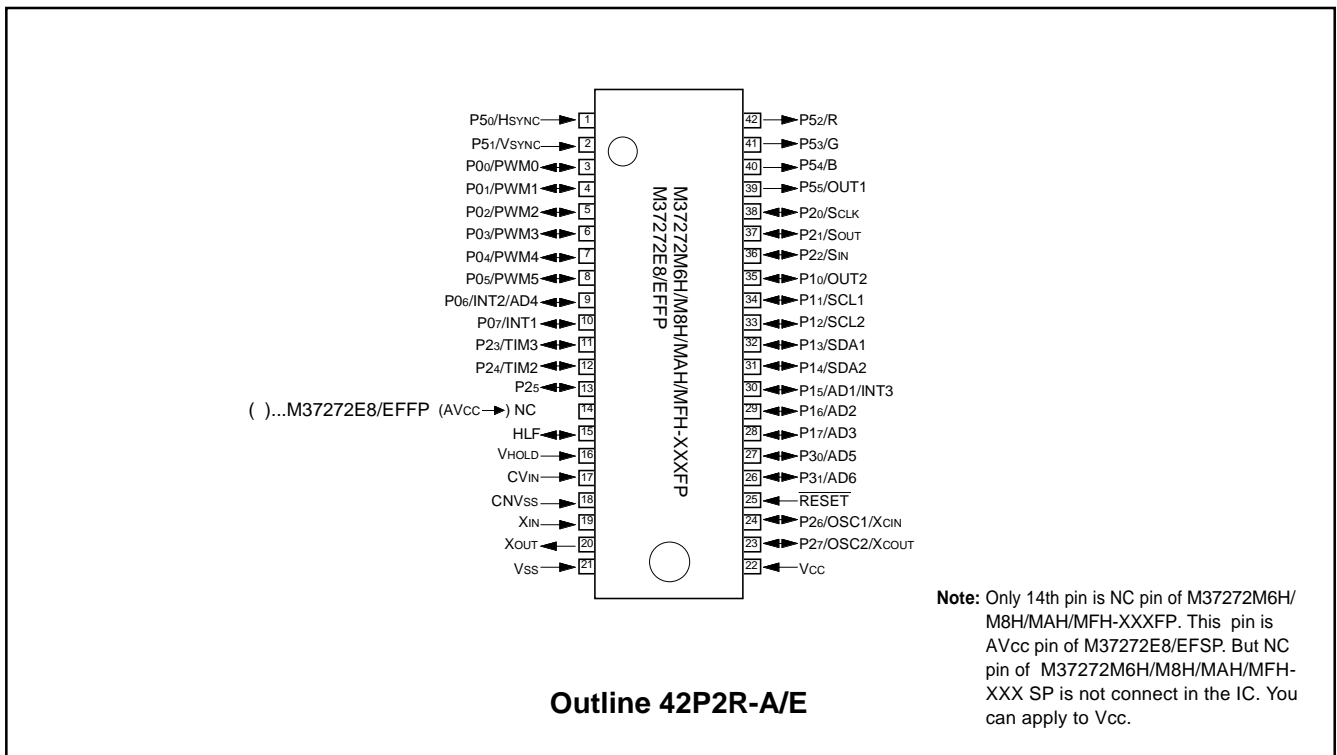 P50/HSYNC 1
P51/VSYNC 2
P00/PWM0 3
P01/PWM1 4
P02/PWM2 5
P03/PWM3 6
P04/PWM4 7
P05/PWM5 8
P06/INT2/AD4 9
P07/INT1 10
P23/TIM3 11
P24/TIM2 12
P25 13
( )...M37272E8/EFFP (AVCC ) NC 14
HLF 15
VHOLD 16
CVIN 17
CNVSS 18
XIN 19
XOUT 20
VSS 21
M37272M6H/M8H/MAH/MFH-XXXFP
M37272E8/EFFP
42 P52/R
41 P53/G
40 P54/B
39 P55/OUT1
38 P20/SCLK
37 P21/SOUT
36 P22/SIN
35 P10/OUT2
34 P11/SCL1
33 P12/SCL2
32 P13/SDA1
31 P14/SDA2
30 P15/AD1/INT3
29 P16/AD2
28 P17/AD3
27 P30/AD5
26 P31/AD6
25 RESET
24 P26/OSC1/XCIN
23 P27/OSC2/XCOUT
22 VCC
Note: Only 14th pin is NC pin of M37272M6H/
M8H/MAH/MFH-XXXFP. This pin is
AVcc pin of M37272E8/EFSP. But NC
pin of M37272M6H/M8H/MAH/MFH-
XXX SP is not connect in the IC. You
can apply to Vcc.
Outline 42P2R-A/E